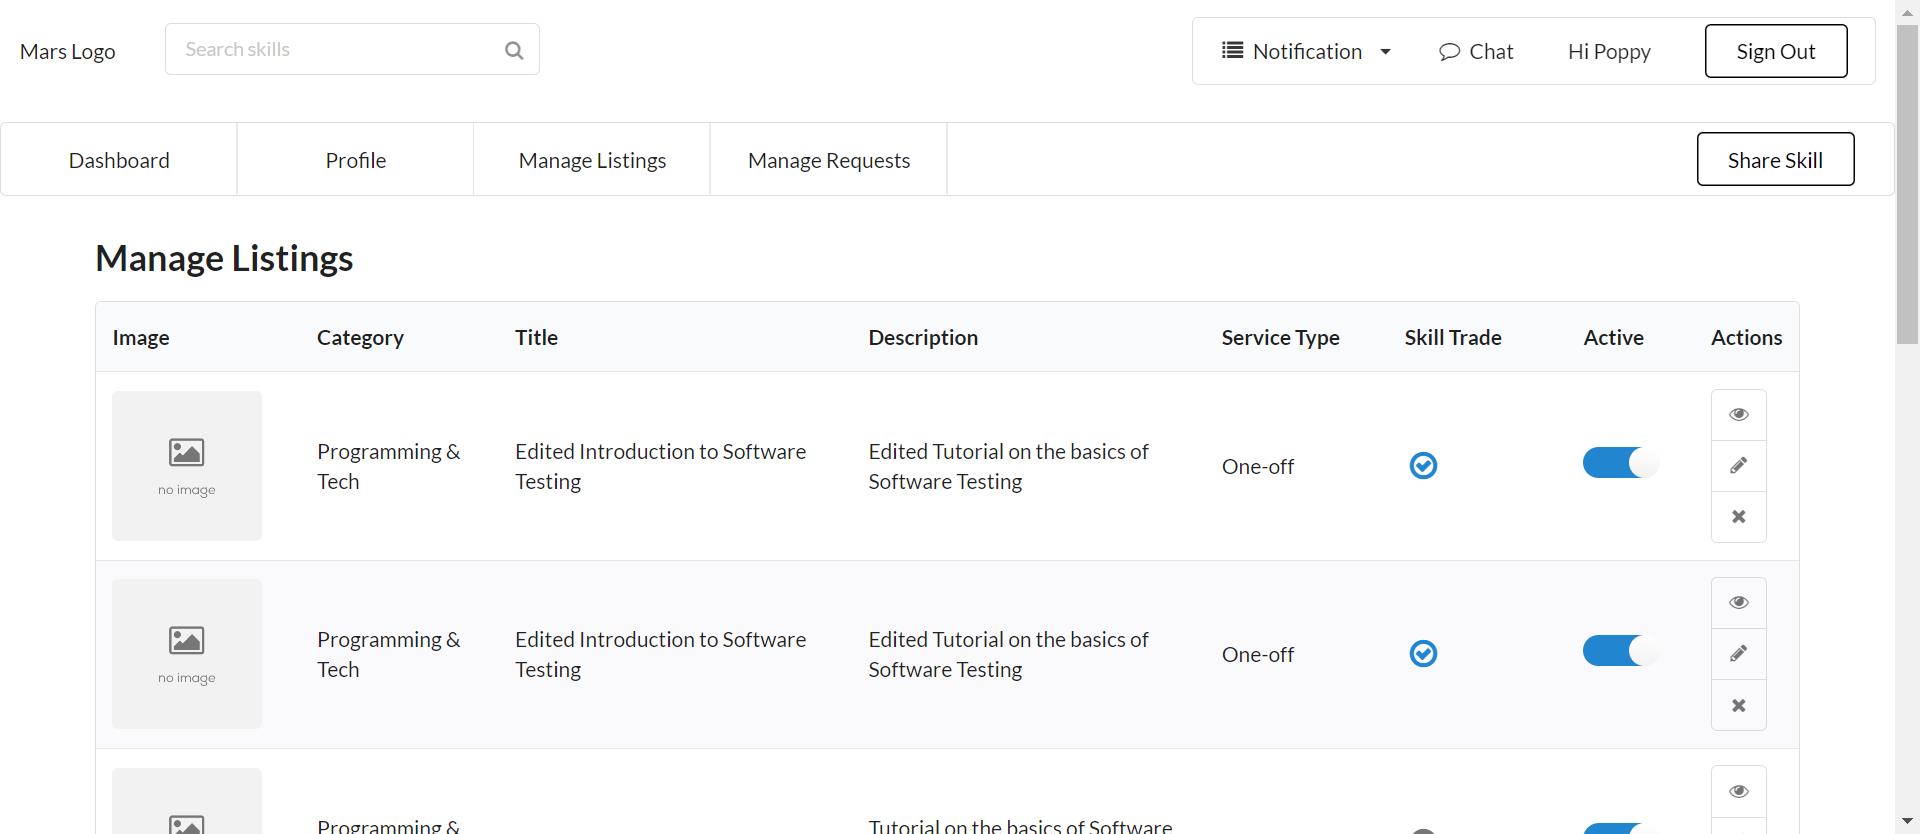 Mars Logo
Search skills
Notification
Chat
Hi Poppy
Sign Out
Dashboard
Profile
Manage Listings
Manage Requests
Share Skill
Manage Listings
Image
Category
Title
Description
Service Type
Skill Trade
Active
Actions
no image
Programming &
Tech
Edited Introduction to Software
Testing
Edited Tutorial on the basics of
Software Testing
One-off
no image
Programming &
Tech
Edited Introduction to Software
Testing
Edited Tutorial on the basics of
Software Testing
One-off
Programming &
Tutorial on the basics of Software